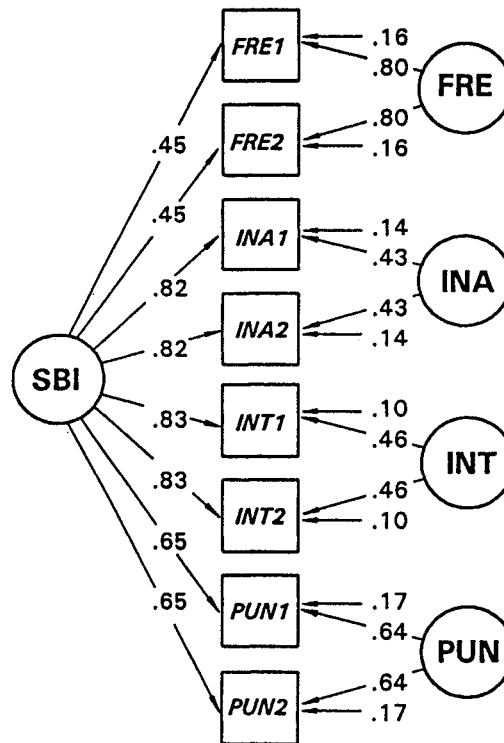 FRE1
.16
.80
FRE
.45
FRE2
.80
.16
.45
INA1
.14
.43
INA
.82
INA2
.43
.14
.82
SBI
INT1
.10
.46
INT
.83
INT2
.46
.10
.83
PUN1
.17
.64
PUN
.65
PUN2
.64
.17
.65